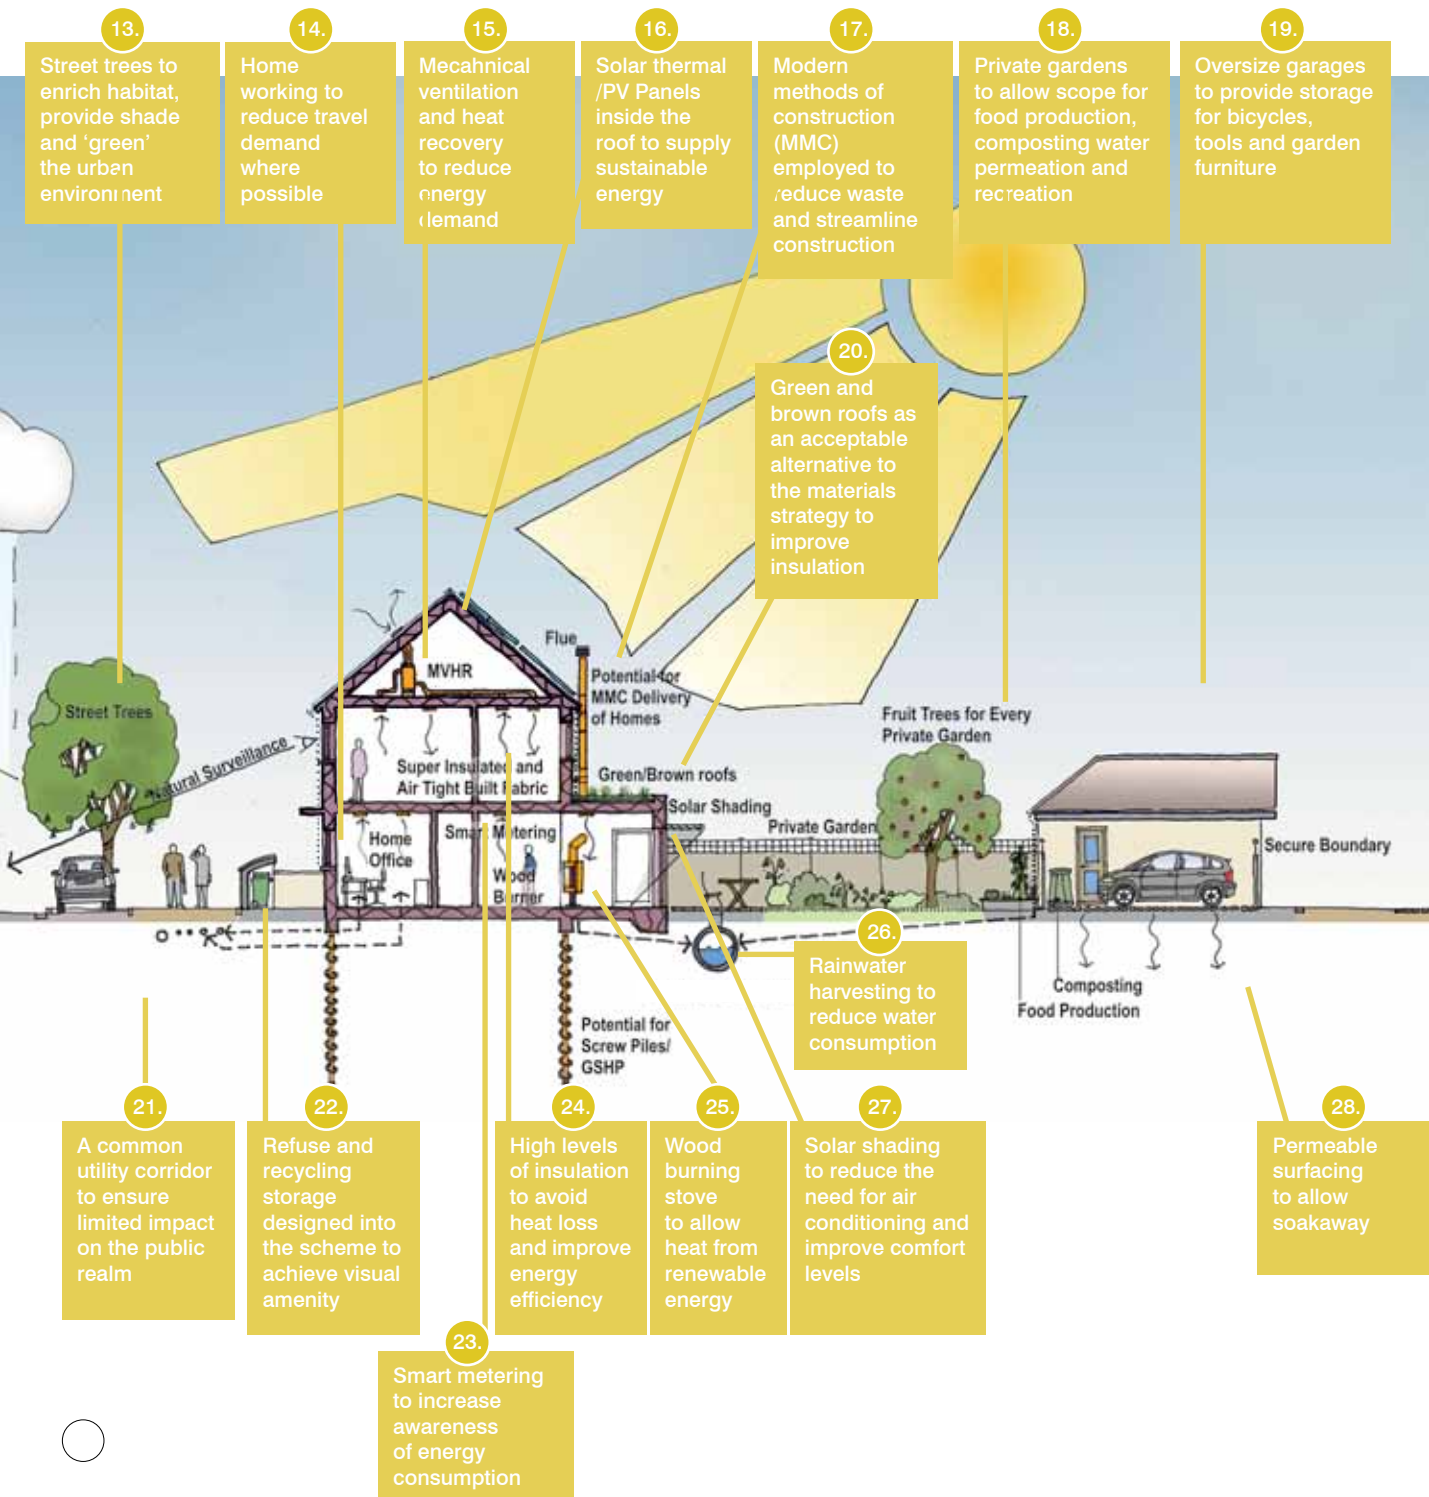 13.
Street trees to
enrich habitat,
provide shade
and ‘green’
the urban
environment
14.
Home
working to
reduce travel
demand
where
possible
15.
Mecahnical
ventilation
and heat
recovery
to reduce
energy
demand
16.
Solar thermal
/PV Panels
inside the
roof to supply
sustainable
energy
17.
Modern
methods of
construction
(MMC)
employed to
reduce waste
and streamline
construction
18.
Private gardens
to allow scope for
food production,
composting water
permeation and
recreation
19.
Oversize garages
to provide storage
for bicycles,
tools and garden
furniture
20.
Green and
brown roofs as
an acceptable
alternative to
the materials
strategy to
improve
insulation
Flue
MVHR
Potential for
MMC Delivery
of Homes
Street Trees
Natural Surveillance
Super Insulated and
Air Tight Built Fabric
Green/Brown roofs
Solar Shading
Fruit Trees for Every
Private Garden
Private Garden
Home
Office
Smart Metering
Wood
Burner
Secure Boundary
Composting
Food Production
Potential for
Screw Piles/
GSHP
26.
Rainwater
harvesting to
reduce water
consumption
21.
A common
utility corridor
to ensure
limited impact
on the public
realm
22.
Refuse and
recycling
storage
designed into
the scheme to
achieve visual
amenity
24.
High levels
of insulation
to avoid
heat loss
and improve
energy
efficiency
25.
Wood
burning
stove
to allow
heat from
renewable
energy
27.
Solar shading
to reduce the
need for air
conditioning and
improve comfort
levels
28.
Permeable
surfacing
to allow
soakaway
23.
Smart metering
to increase
awareness
of energy
consumption